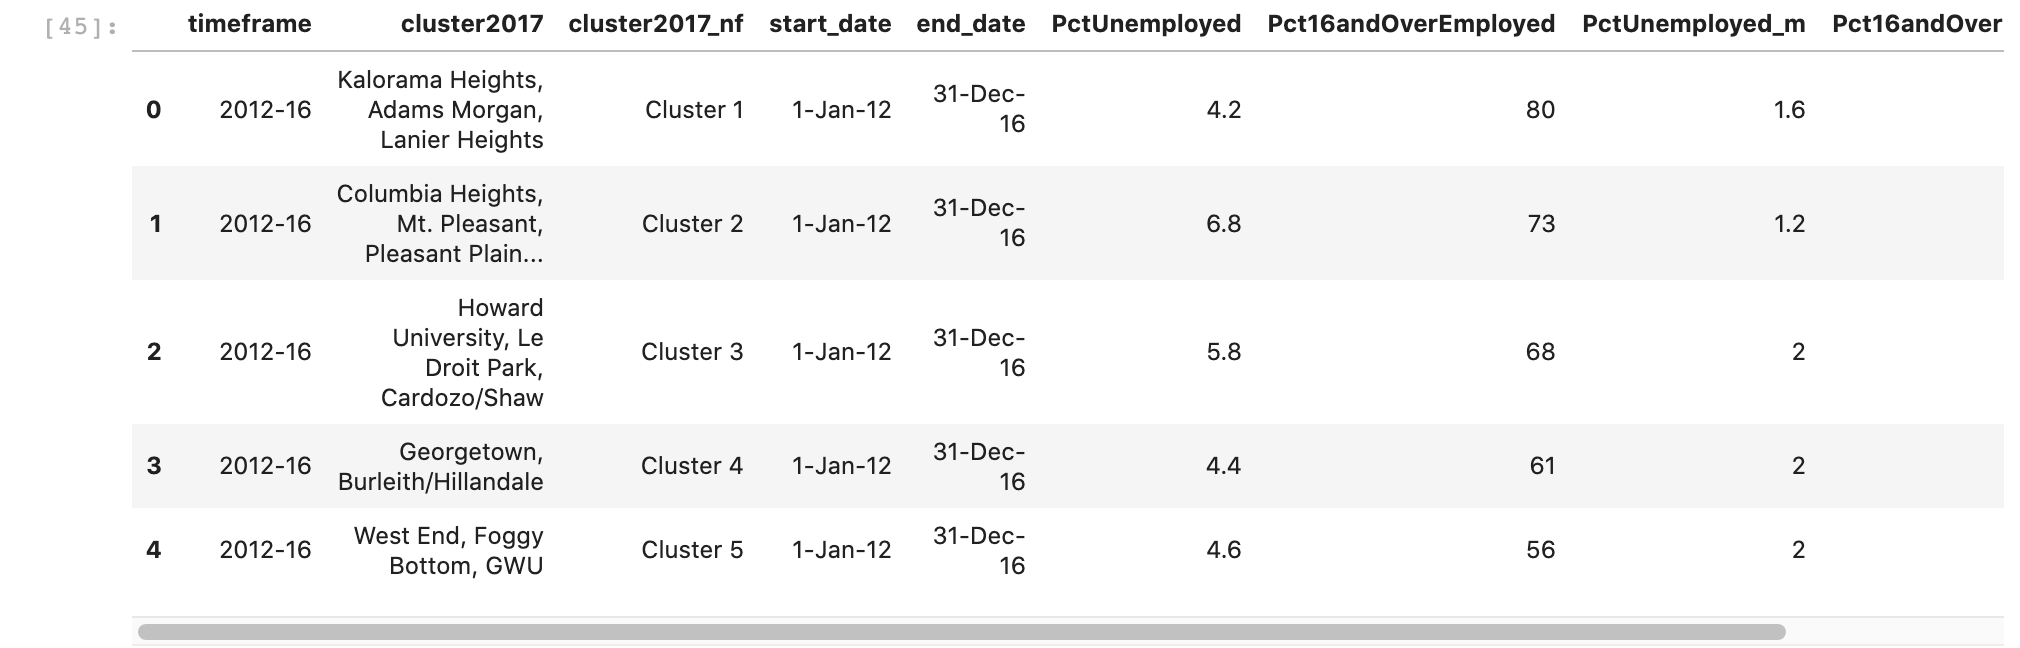 [45]: timeframe cluster2017 cluster2017_nf start_date end_date PctUnemployed Pct16andOverEmployed PctUnemployed_m Pct16andOver
0 2012-16 Kalorama Heights, Adams Morgan, Lanier Heights Cluster 1 1-Jan-12 31-Dec-16 4.2 80 1.6
1 2012-16 Columbia Heights, Mt. Pleasant, Pleasant Plain... Cluster 2 1-Jan-12 31-Dec-16 6.8 73 1.2
2 2012-16 Howard University, Le Droit Park, Cardozo/Shaw Cluster 3 1-Jan-12 31-Dec-16 5.8 68 2
3 2012-16 Georgetown, Burleith/Hillandale Cluster 4 1-Jan-12 31-Dec-16 4.4 61 2
4 2012-16 West End, Foggy Bottom, GWU Cluster 5 1-Jan-12 31-Dec-16 4.6 56 2